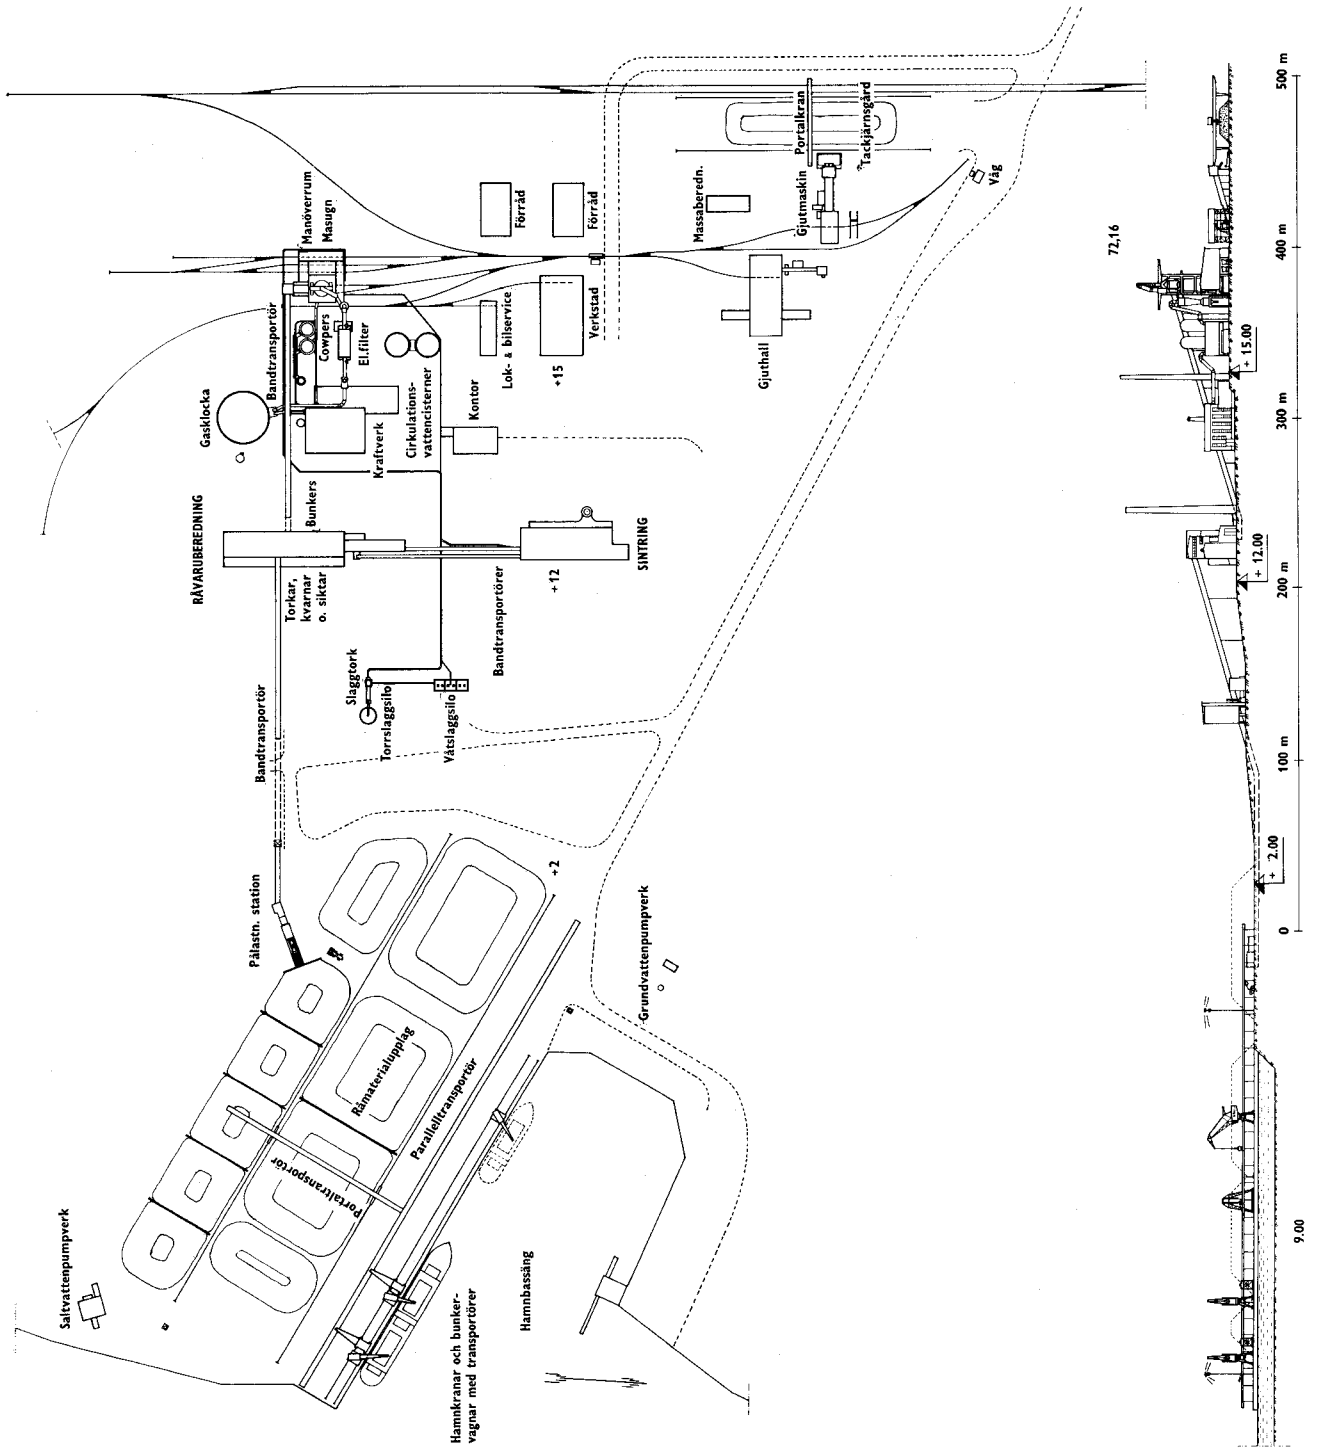 Saltvattenpumpverk
Hamnkranar och bunker-
vagnar med transportörer
Hamnbassäng
Portaltransportör
Råmaterialupplag
Parallelltransportör
Grundvattenpumpverk
+2
Pålastn. station
Bandtransportör
Torrslaggsilo
Slaggtork
Våtslaggsilo
Bandtransportörer
RÅVARUBEREDNING
Torkar,
kvarnar
o. siktar
Bunkers
+12
SINTRING
Gasklocka
Bandtransportör
Kraftverk
Cirkulations-
vattencisterner
Kontor
Cowpers
El.filter
Lok- & bilservice
+15
Verkstad
Gjuthall
Manöverrum
Masugn
Förråd
Förråd
Massaberedn.
Gjutmaskin
Portalkran
Tackjärnsgård
Våg
9.00
+ 2.00
+ 12.00
+ 15.00
72,16
0
100 m
200 m
300 m
400 m
500 m